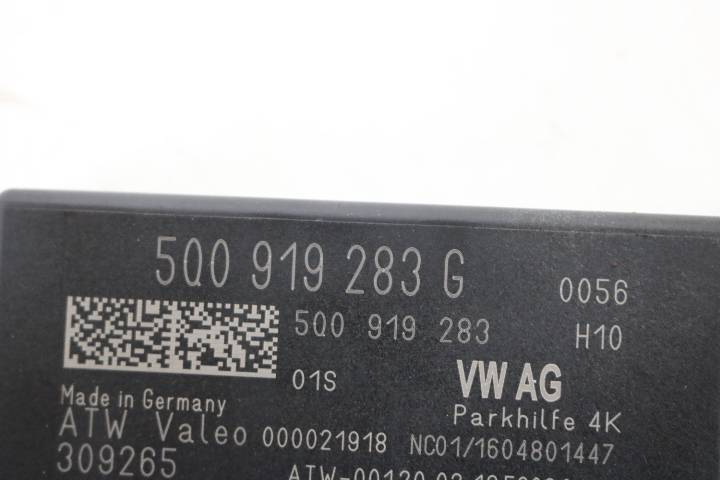 5Q0 919 283 G 0056
5Q0 919 283 H10
01S VW AG
Made in Germany Parkhilfe 4K
ATW Valeo 000021918 NC01/1604801447
309265